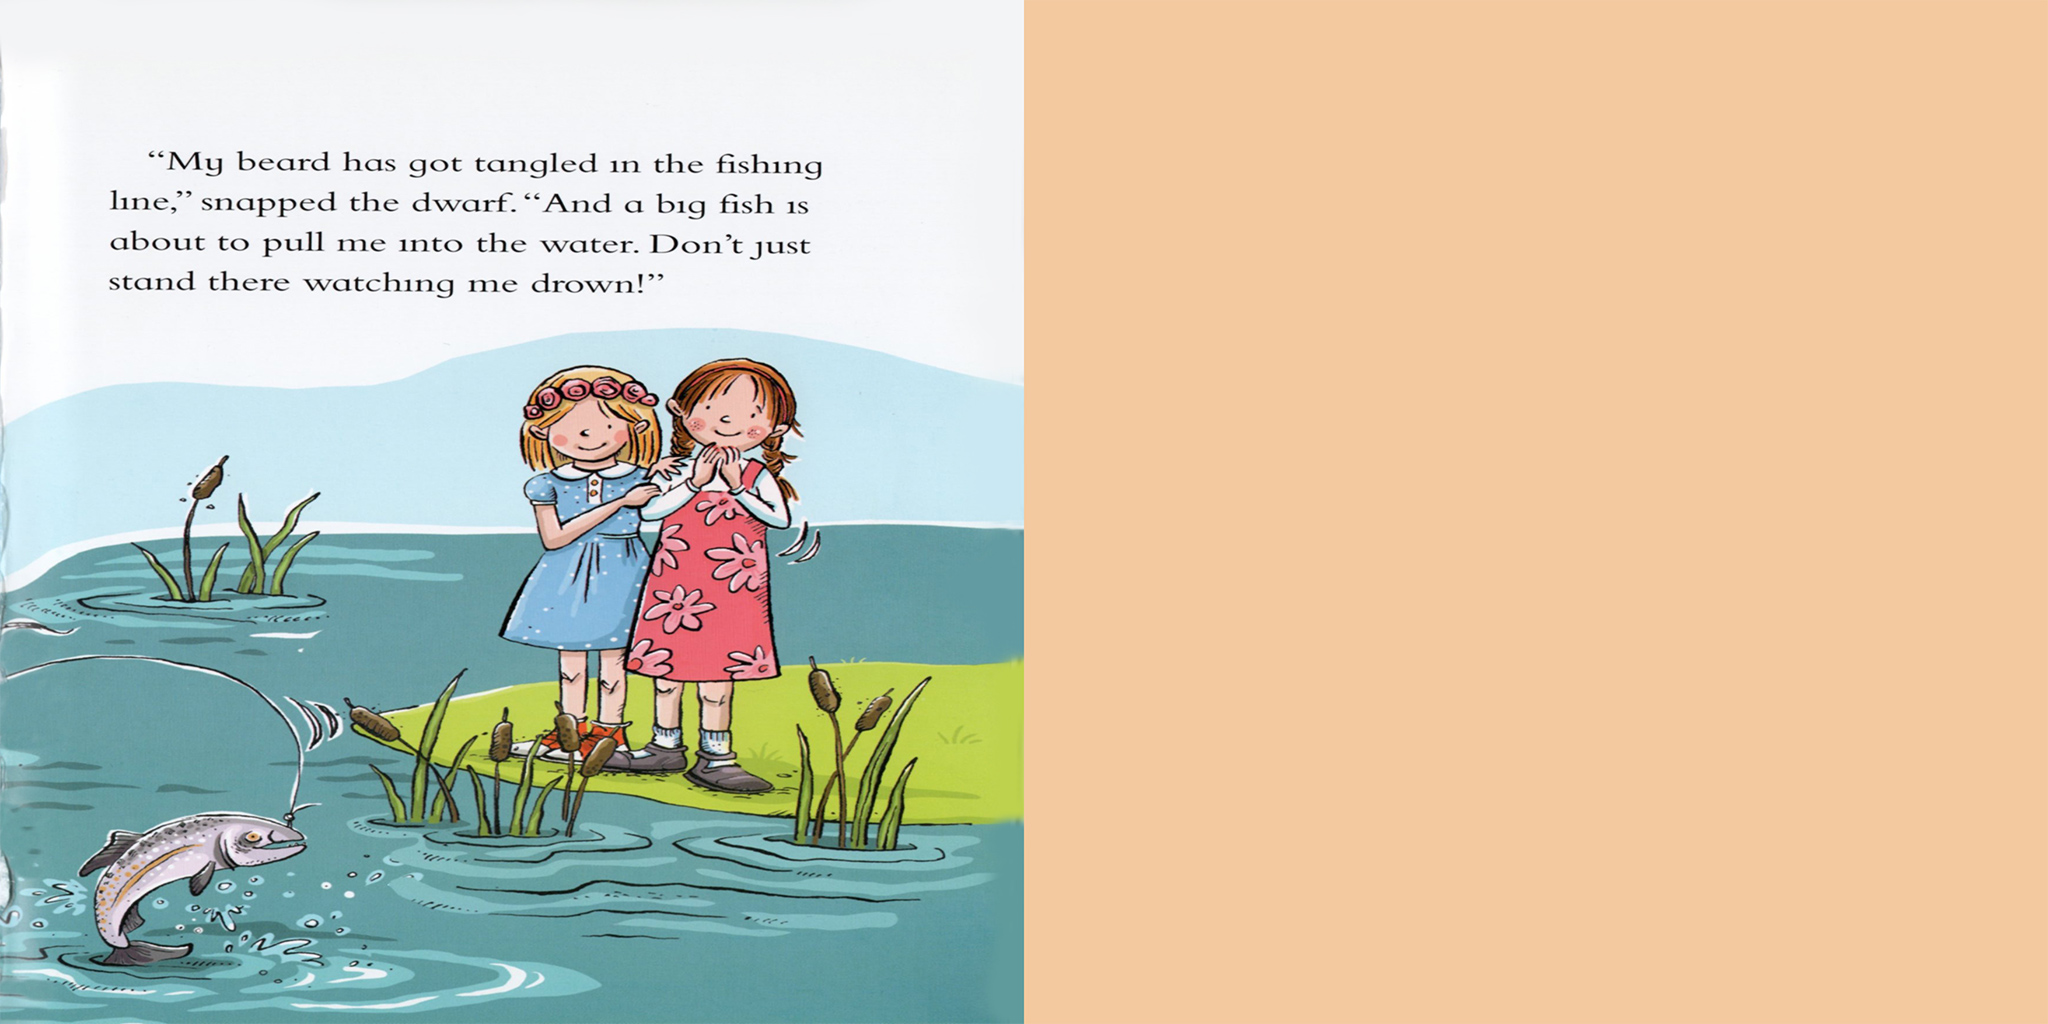 “My beard has got tangled in the fishing
line,” snapped the dwarf. “And a big fish is
about to pull me into the water. Don’t just
stand there watching me drown!”